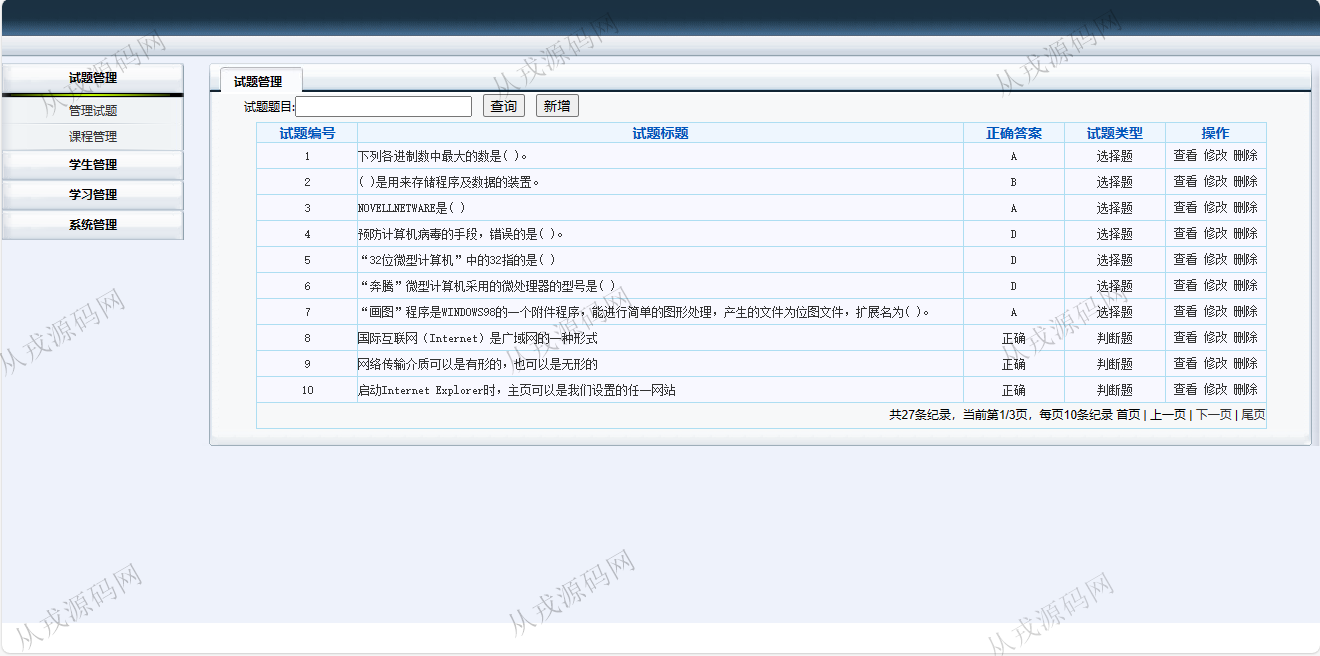 试题管理
管理试题
课程管理
学生管理
学习管理
系统管理
试题管理
试题题目: 查询 新增
试题编号 试题标题 正确答案 试题类型 操作
1 下列各进制数中最大的数是( )。 A 选择题 查看 修改 删除
2 ( )是用来存储程序及数据的装置。 B 选择题 查看 修改 删除
3 NOVELLNETWARE是( ) A 选择题 查看 修改 删除
4 预防计算机病毒的手段，错误的是( )。 D 选择题 查看 修改 删除
5 “32位微型计算机”中的32指的是( ) D 选择题 查看 修改 删除
6 “奔腾”微型计算机采用的微处理器的型号是( ) D 选择题 查看 修改 删除
7 “画图”程序是WINDOWS98的一个附件程序，能进行简单的图形处理，产生的文件为位图文件，扩展名为( )。 A 选择题 查看 修改 删除
8 国际互联网（Internet）是广域网的一种形式 正确 判断题 查看 修改 删除
9 网络传输介质可以是有形的，也可以是无形的 正确 判断题 查看 修改 删除
10 启动Internet Explorer时，主页可以是我们设置的任一网站 正确 判断题 查看 修改 删除
共27条纪录，当前第1/3页，每页10条纪录 首页 | 上一页 | 下一页 | 尾页
从戎源码网
从戎源码网
从戎源码网
从戎源码网
从戎源码网
从戎源码网
从戎源码网
从戎源码网
从戎源码网